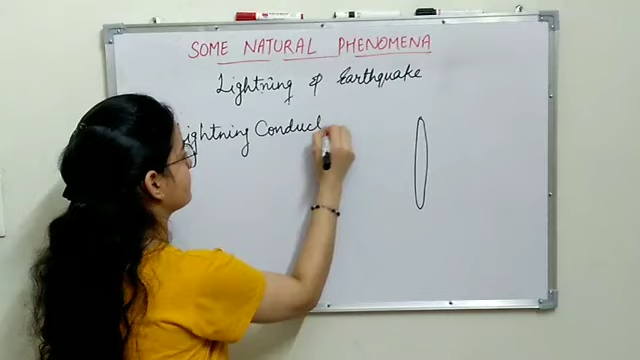 SOME NATURAL PHENOMENA
Lightning & Earthquake
Lightning Conduct